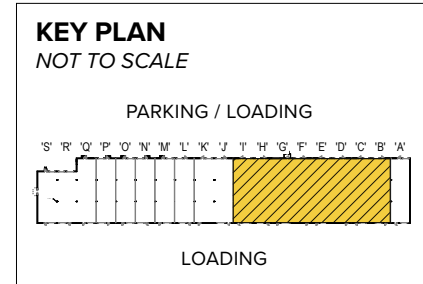 KEY PLAN
NOT TO SCALE
PARKING / LOADING
'S' 'R' 'Q' 'P' 'O' 'N' 'M' 'L' 'K' 'J' 'I' 'H' 'G' 'F' 'E' 'D' 'C' 'B' 'A'
LOADING